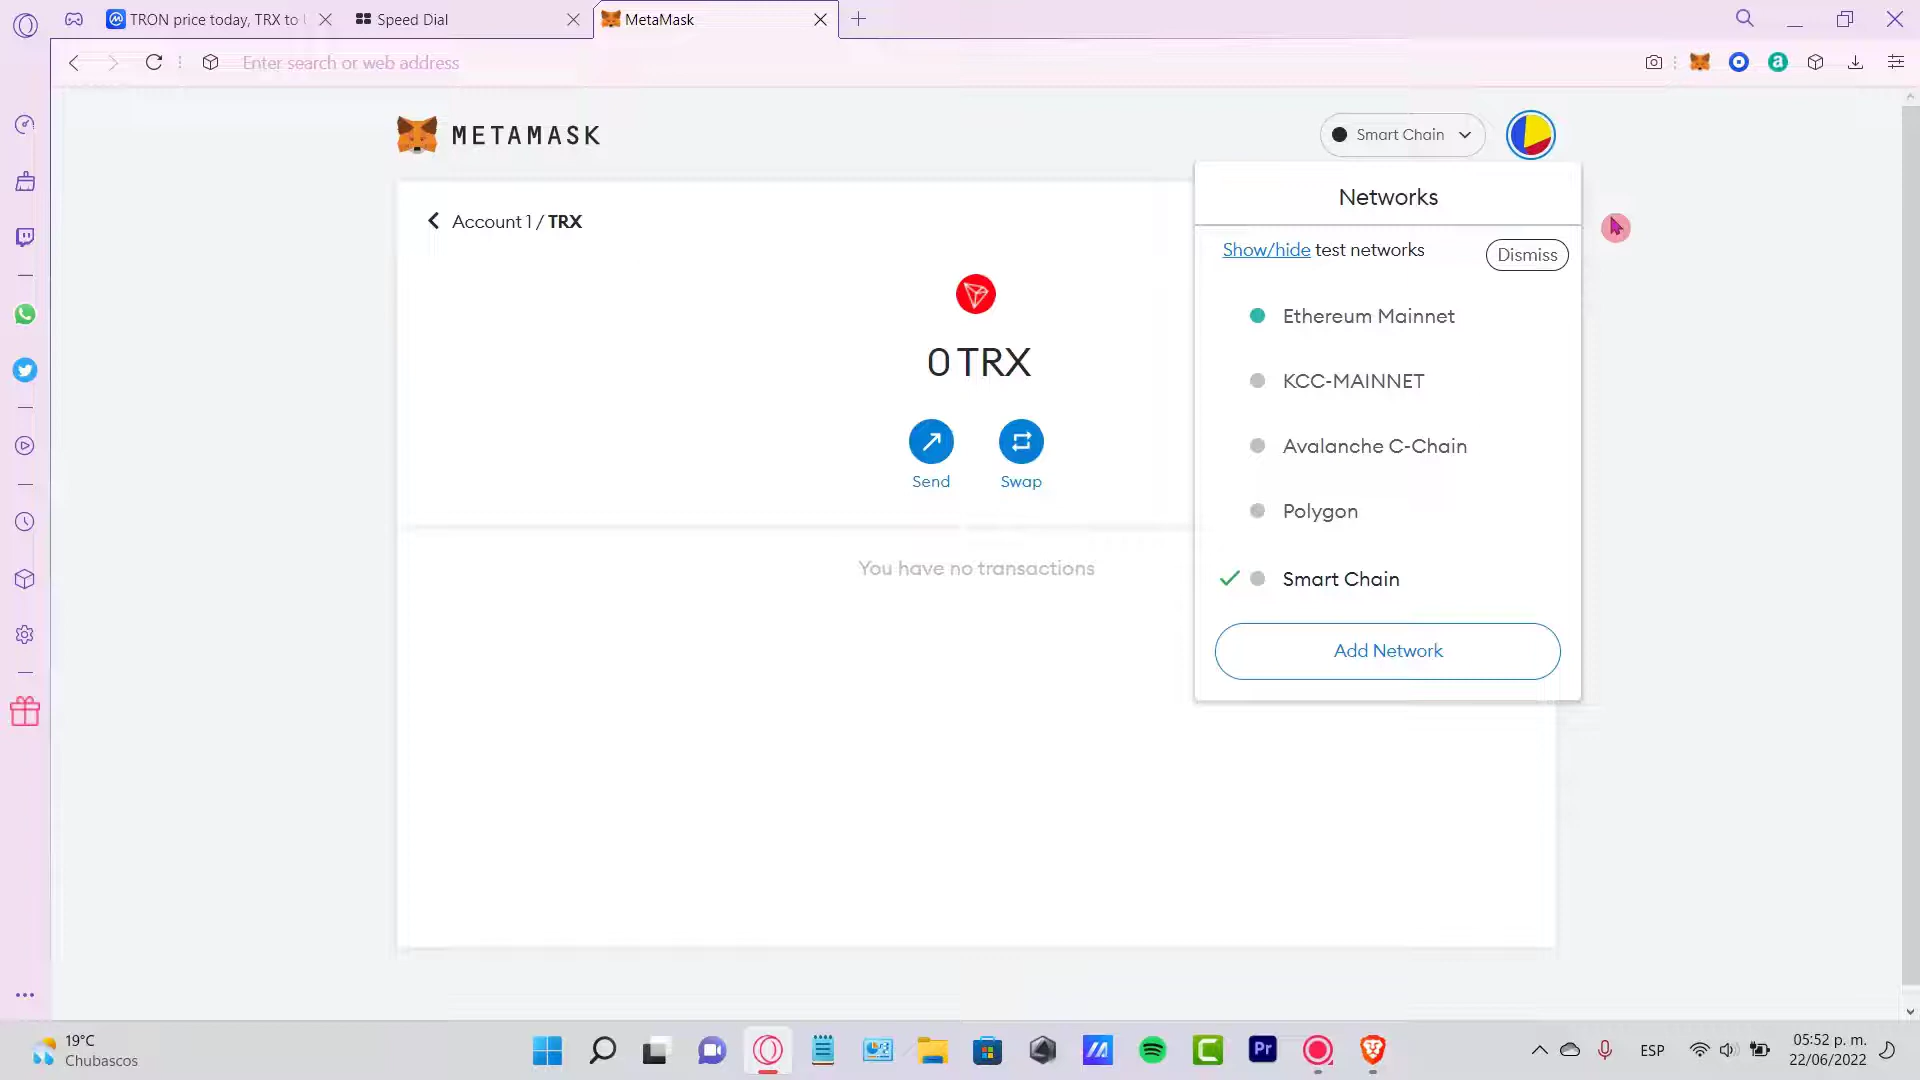 TRON price today, TRX to
Speed Dial
MetaMask
Enter search or web address
a
METAMASK
Smart Chain
Account 1 / TRX
0 TRX
Send
Swap
You have no transactions
Networks
Show/hide test networks
Dismiss
Ethereum Mainnet
KCC-MAINNET
Avalanche C-Chain
Polygon
Smart Chain
Add Network
19°C
Chubascos
Pr
ESP
05:52 p. m.
22/06/2022